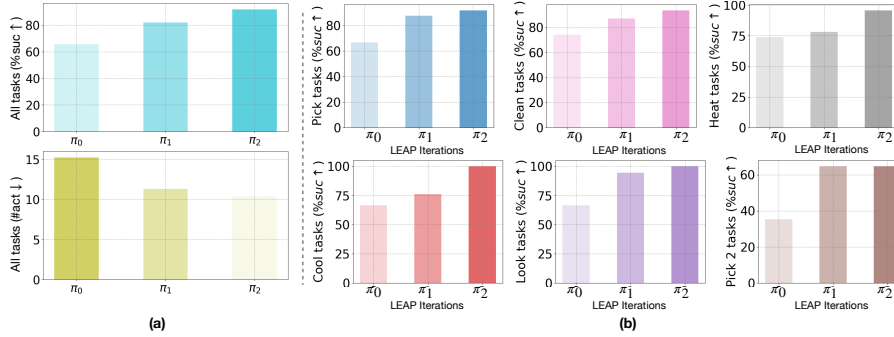 All tasks (%suc ↑)
80
60
40
20
0
π₀ π₁ π₂
All tasks (#act ↓)
15
10
5
0
π₀ π₁ π₂
(a)
Pick tasks (%suc ↑)
80
60
40
20
0
π₀ π₁ π₂
LEAP Iterations
Clean tasks (%suc ↑)
80
60
40
20
0
π₀ π₁ π₂
LEAP Iterations
Heat tasks (%suc ↑)
75
50
25
0
π₀ π₁ π₂
LEAP Iterations
Cool tasks (%suc ↑)
100
75
50
25
0
π₀ π₁ π₂
LEAP Iterations
Look tasks (%suc ↑)
100
75
50
25
0
π₀ π₁ π₂
LEAP Iterations
Pick 2 tasks (%suc ↑)
60
40
20
0
π₀ π₁ π₂
LEAP Iterations
(b)